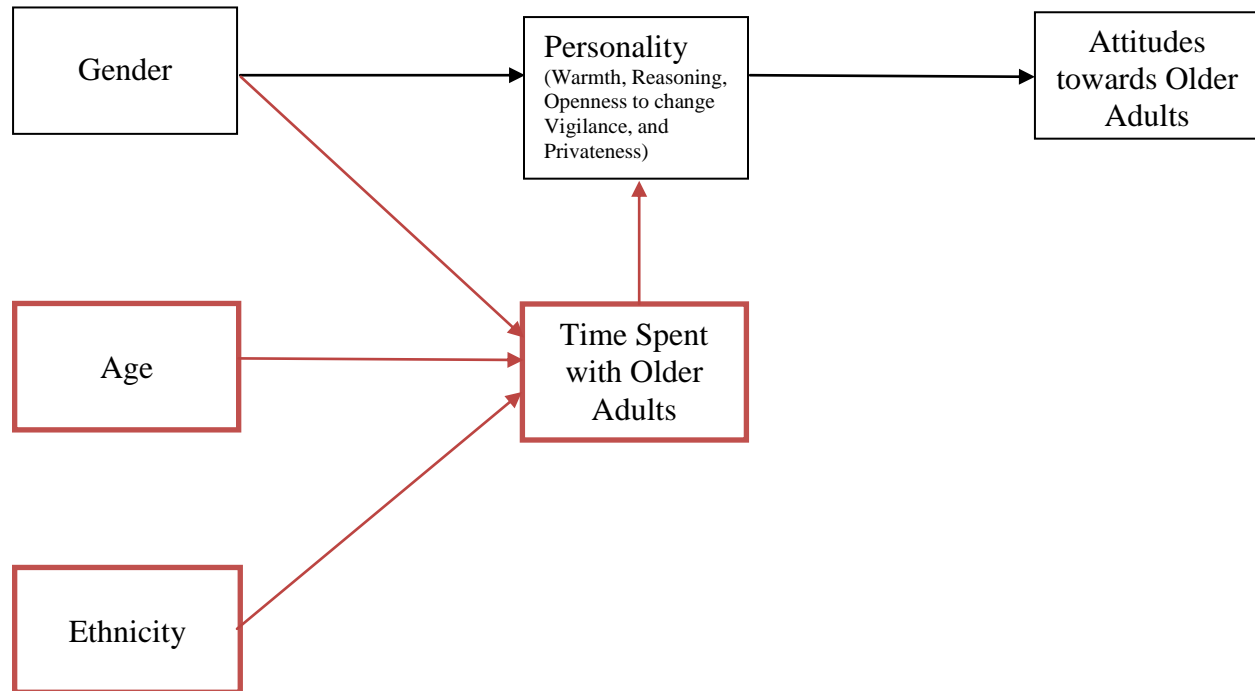 Gender
Personality
(Warmth, Reasoning,
Openness to change
Vigilance, and
Privateness)
Attitudes
towards Older
Adults
Age
Time Spent
with Older
Adults
Ethnicity